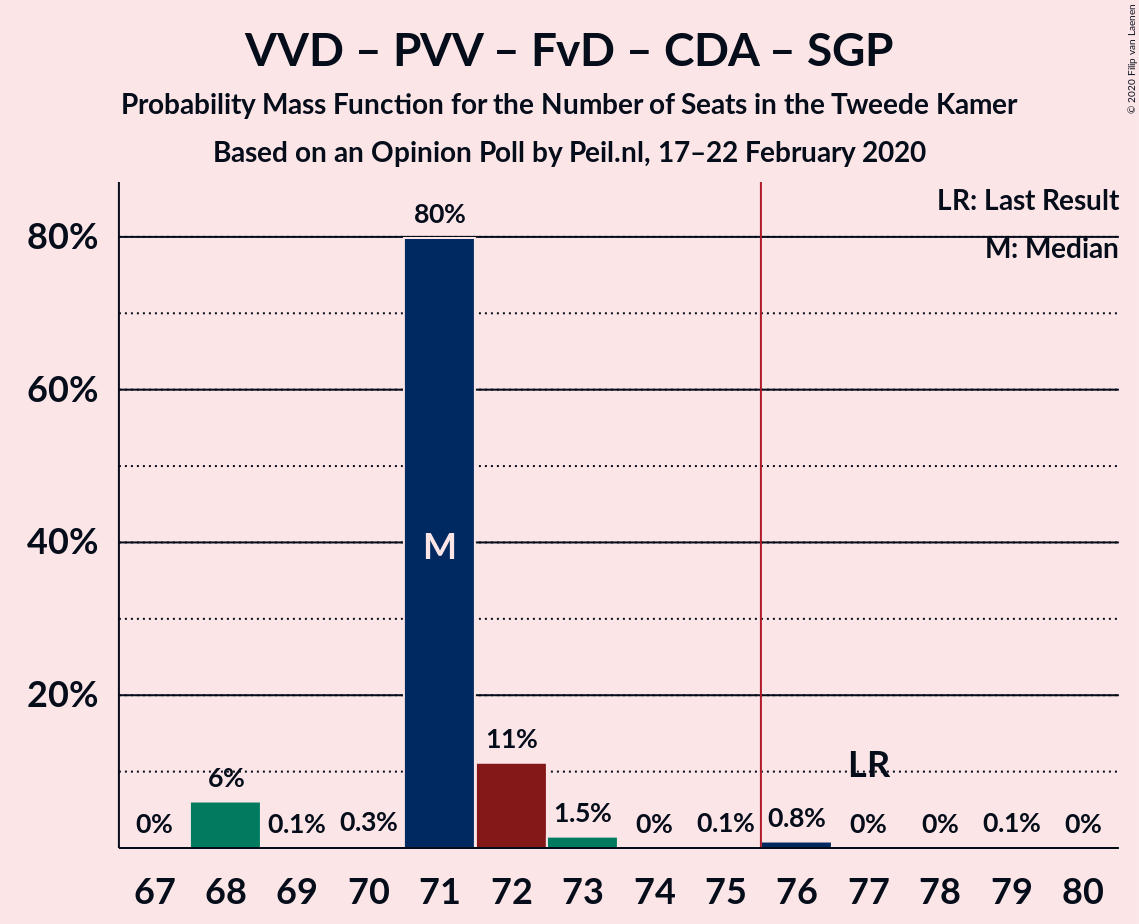 VVD – PVV – FvD – CDA – SGP
Probability Mass Function for the Number of Seats in the Tweede Kamer
Based on an Opinion Poll by Peil.nl, 17–22 February 2020
© 2020 Filip van Laenen
LR: Last Result
M: Median
80%
60%
40%
20%
0%
6%
0.1%
0.3%
80%
M
11%
1.5%
0%
0.1%
0.8%
LR
0%
0%
0.1%
0%
67 68 69 70 71 72 73 74 75 76 77 78 79 80